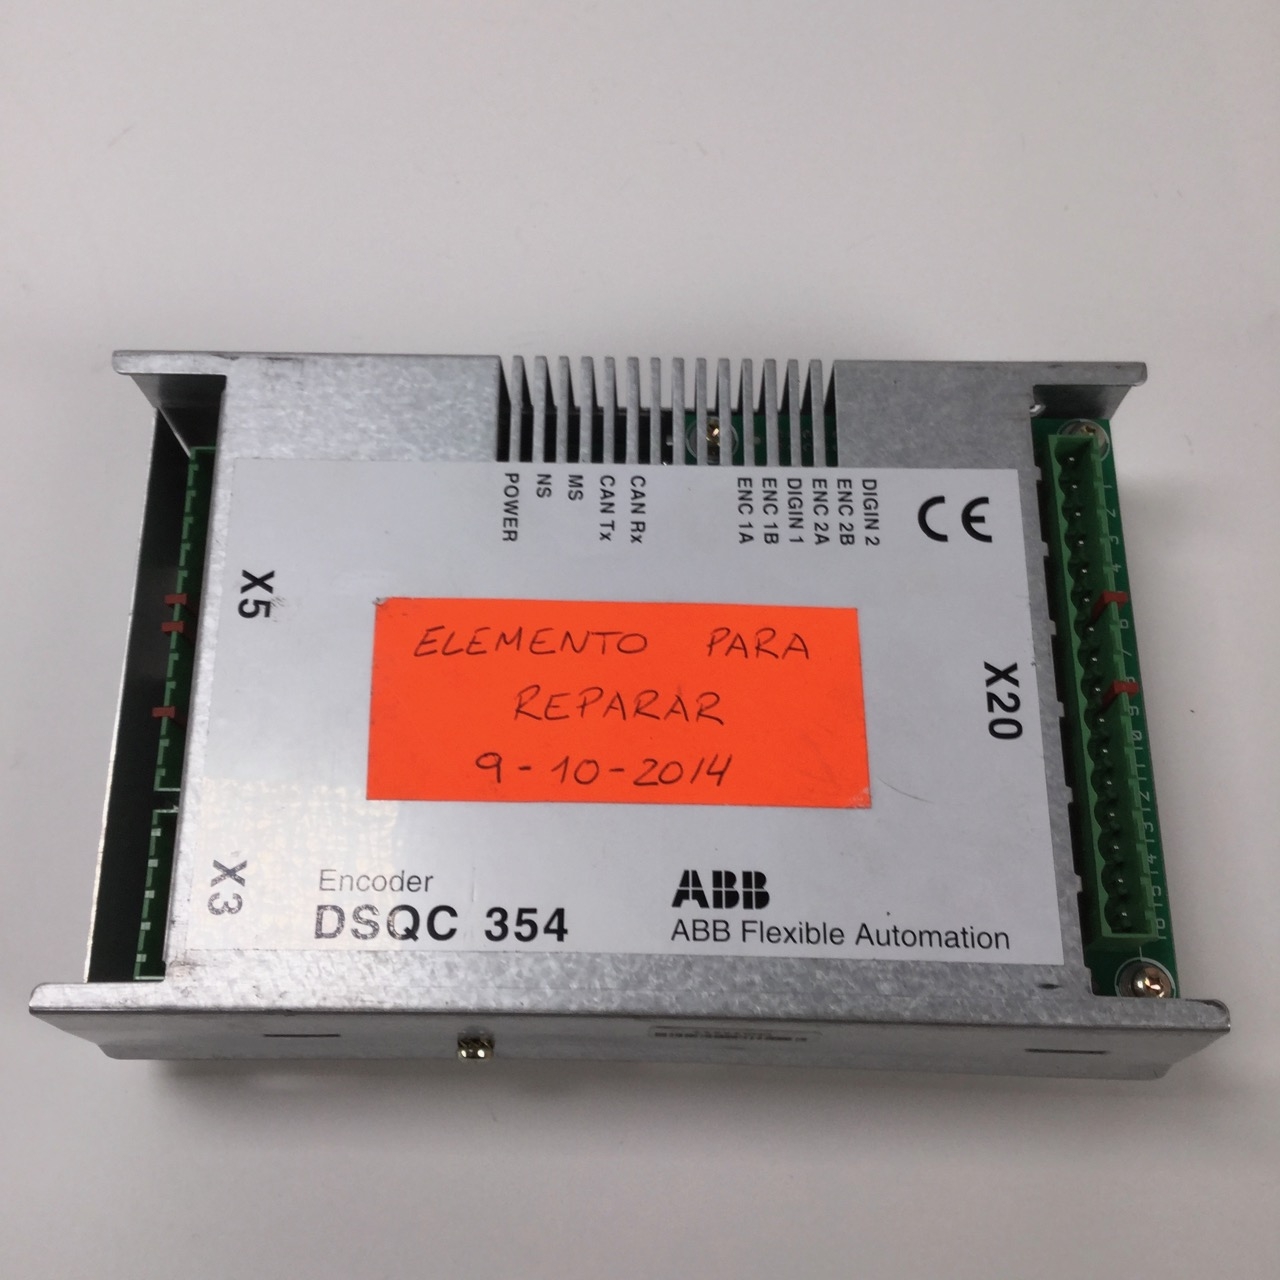 POWER
NS
MS
CAN Tx
CAN Rx
ENC 1A
ENC 1B
DIGIN 1
ENC 2A
ENC 2B
DIGIN 2
CE
X5
X20
ELEMENTO PARA
REPARAR
9-10-2014
X3
Encoder
DSQC 354
ABB
ABB Flexible Automation